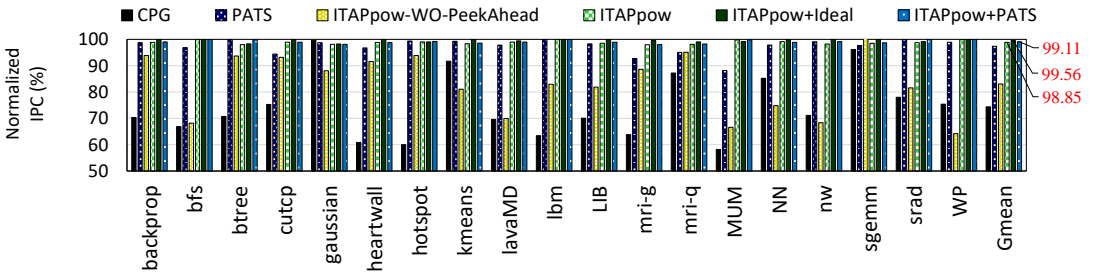 CPG PATS ITAPpow-WO-PeekAhead ITAPpow ITAPpow+Ideal ITAPpow+PATS
Normalized
IPC (%)
100
90
80
70
60
50
99.11
99.56
98.85
backprop
bfs
btree
cutcp
gaussian
heartwall
hotspot
kmeans
lavaMD
lbm
LIB
mri-g
mri-q
MUM
NN
nw
sgemm
srad
WP
Gmean